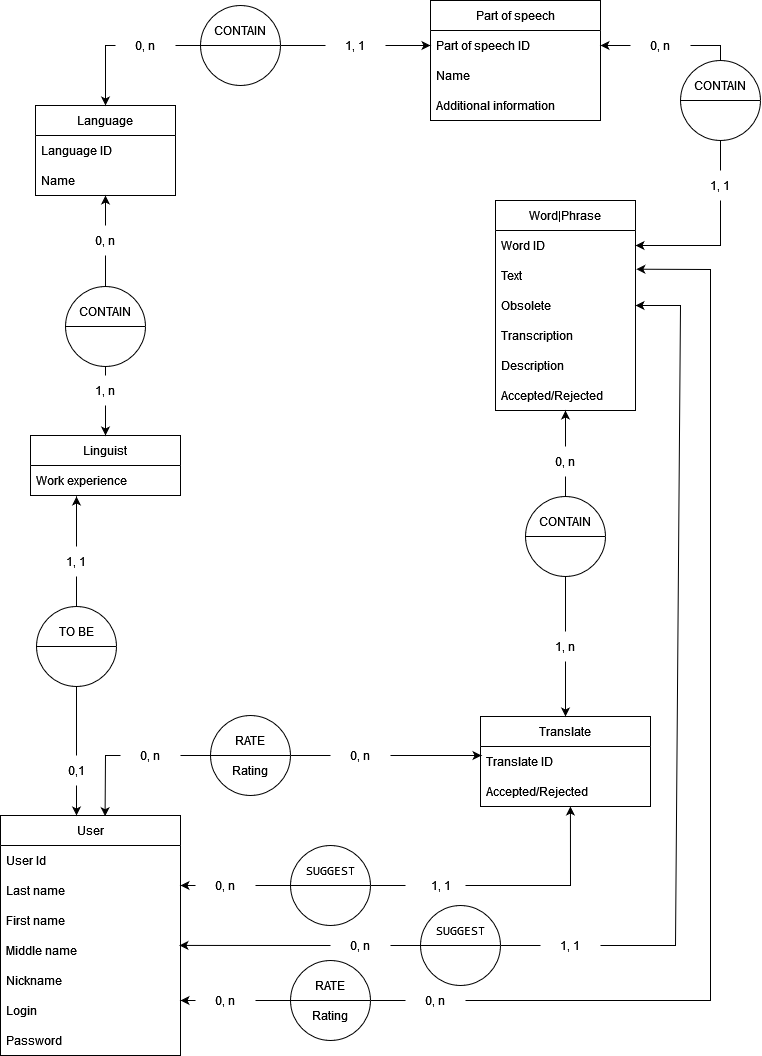 CONTAIN
0, n
1, 1
Part of speech
Part of speech ID
Name
Additional information
0, n
CONTAIN
1, 1
Language
Language ID
Name
0, n
CONTAIN
1, n
Word|Phrase
Word ID
Text
Obsolete
Transcription
Description
Accepted/Rejected
Linguist
Work experience
0, n
CONTAIN
1, n
1, 1
TO BE
0,1
0, n
RATE
Rating
0, n
Translate
Translate ID
Accepted/Rejected
User
User Id
Last name
First name
Middle name
Nickname
Login
Password
0, n
SUGGEST
1, 1
0, n
SUGGEST
1, 1
0, n
RATE
Rating
0, n